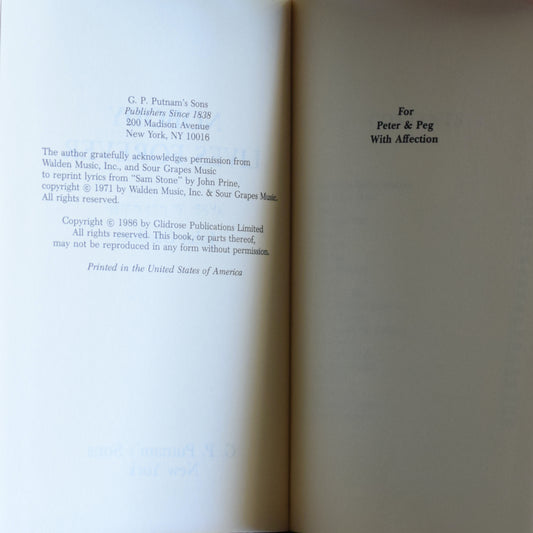 G. P. Putnam's Sons
Publishers Since 1838
200 Madison Avenue
New York, NY 10016
The author gratefully acknowledges permission from
Walden Music, Inc., and Sour Grapes Music
to reprint lyrics from "Sam Stone" by John Prine,
copyright © 1971 by Walden Music, Inc. & Sour Grapes Music.
All rights reserved.
Copyright © 1986 by Glidrose Publications Limited
All rights reserved. This book, or parts thereof,
may not be reproduced in any form without permission.
Printed in the United States of America
G. P. Putnam's Sons
New York
For
Peter & Peg
With Affection